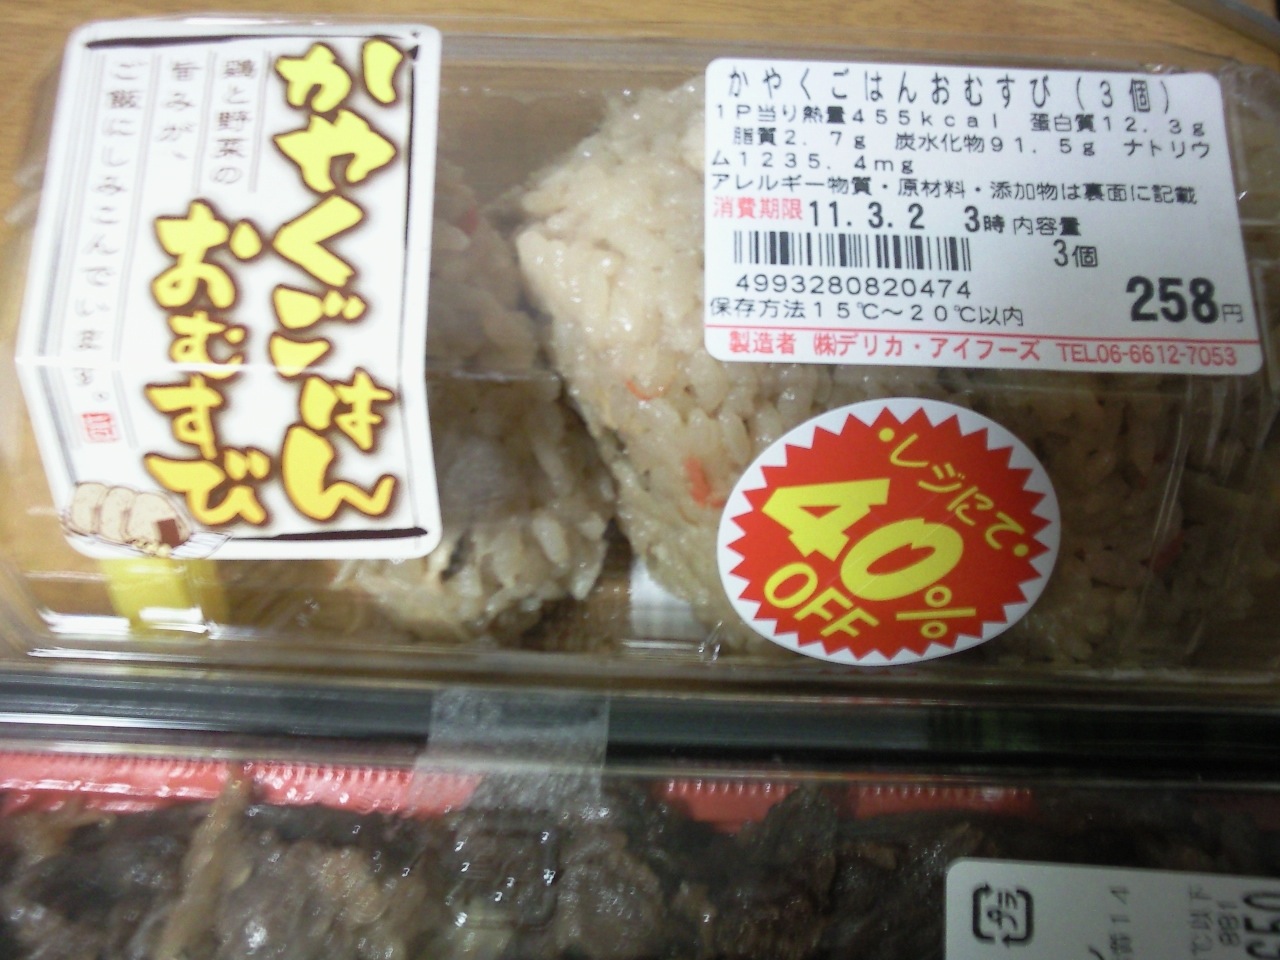 かやくごはん
おむすび
鶏と野菜の
旨みが、
ご飯にしみこんでいます。
かやくごはんおむすび(3個)
1P当り熱量455kcal 蛋白質12.3g
脂質2.7g 炭水化物91.5g ナトリウ
ム1235.4mg
アレルギー物質・原材料・添加物は裏面に記載
消費期限 11.3.2 3時 内容量
3個
4993280820474
258円
保存方法15℃~20℃以内
製造者 ㈱デリカ・アイフーズ TEL06-6612-7053
・レジにて・
40%
OFF
プラ